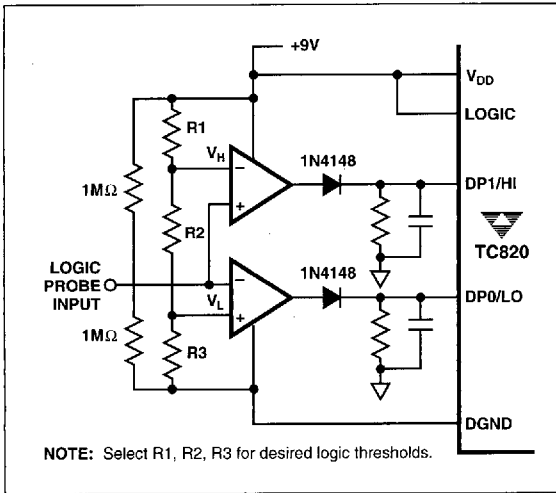 +9V
VDD
LOGIC
R1
VH
−
+
1N4148
DP1/HI
1MΩ
R2
TC820
LOGIC
PROBE
INPUT
1N4148
−
VL
+
DP0/LO
1MΩ
R3
DGND
NOTE: Select R1, R2, R3 for desired logic thresholds.